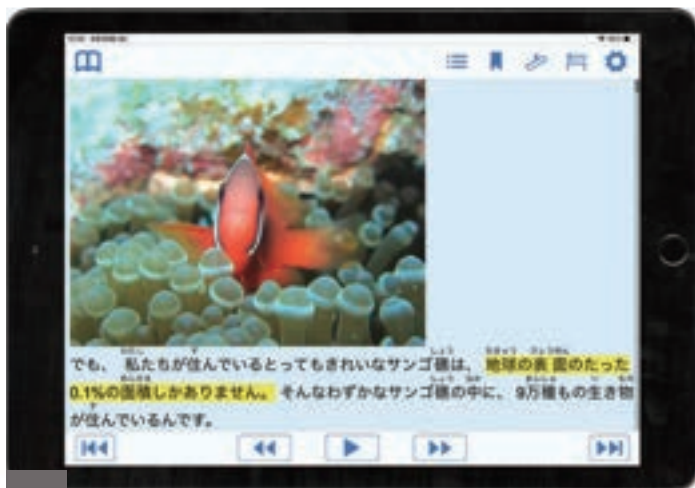 でも、私たちが住んでいるとってもきれいなサンゴ礁は、地球の表面のたった
0.1%の面積しかありません。そんなわずかなサンゴ礁の中に、9万種もの生き物
が住んでいるんです。